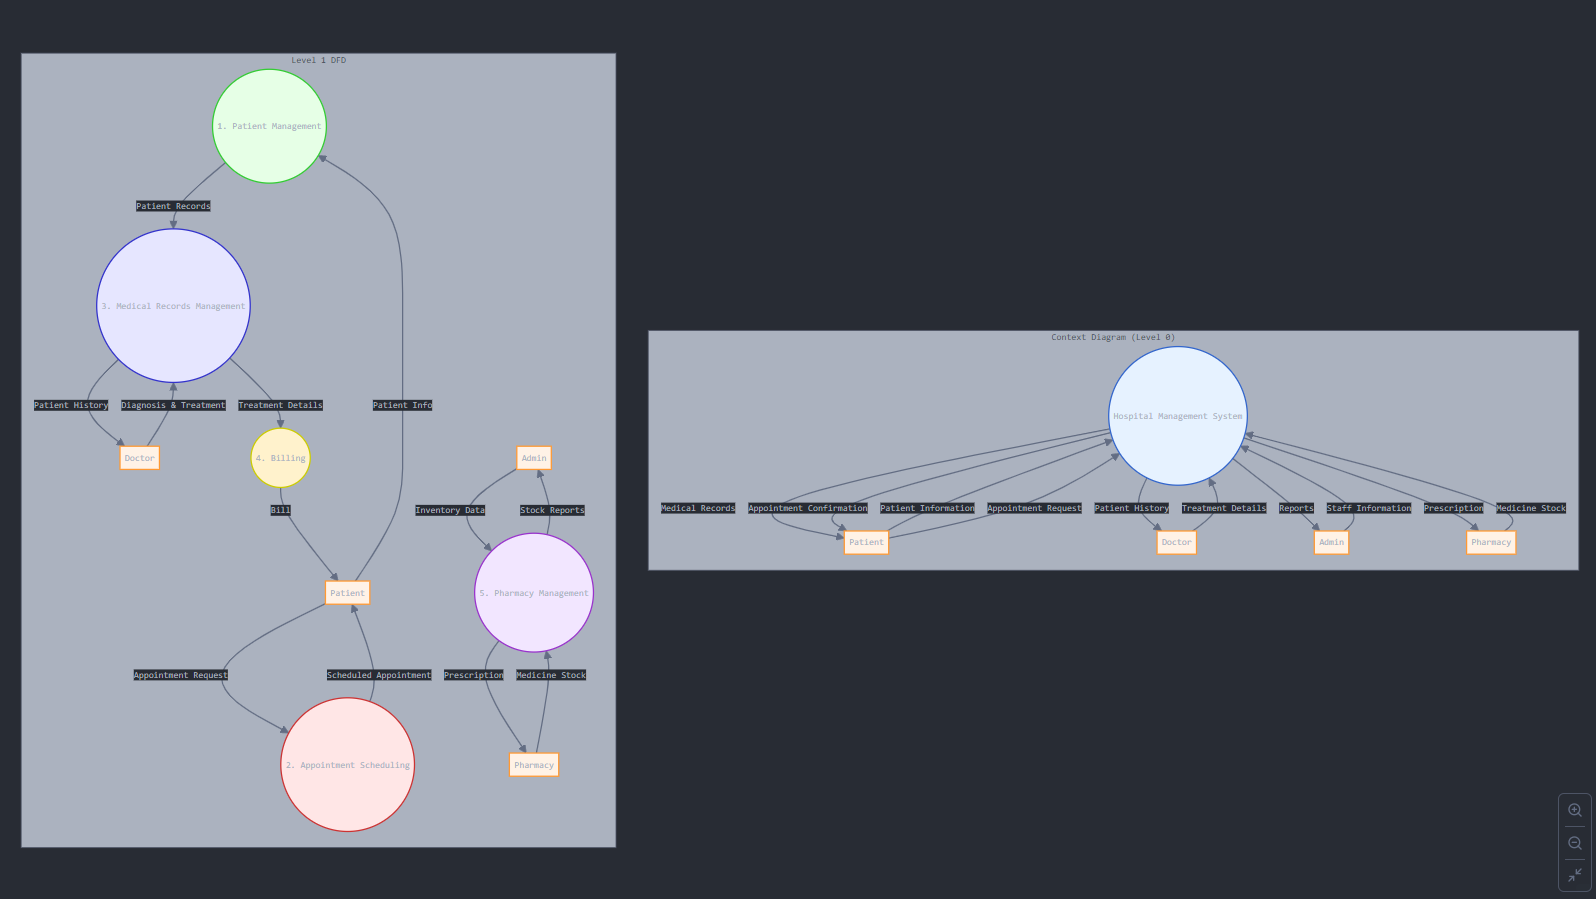 Level 1 DFD
1. Patient Management
Patient Records
3. Medical Records Management
Patient History
Diagnosis & Treatment
Treatment Details
Patient Info
Doctor
4. Billing
Admin
Bill
Inventory Data
Stock Reports
Patient
5. Pharmacy Management
Appointment Request
Scheduled Appointment
Prescription
Medicine Stock
2. Appointment Scheduling
Pharmacy
Context Diagram (Level 0)
Hospital Management System
Medical Records
Appointment Confirmation
Patient Information
Appointment Request
Patient History
Treatment Details
Reports
Staff Information
Prescription
Medicine Stock
Patient
Doctor
Admin
Pharmacy